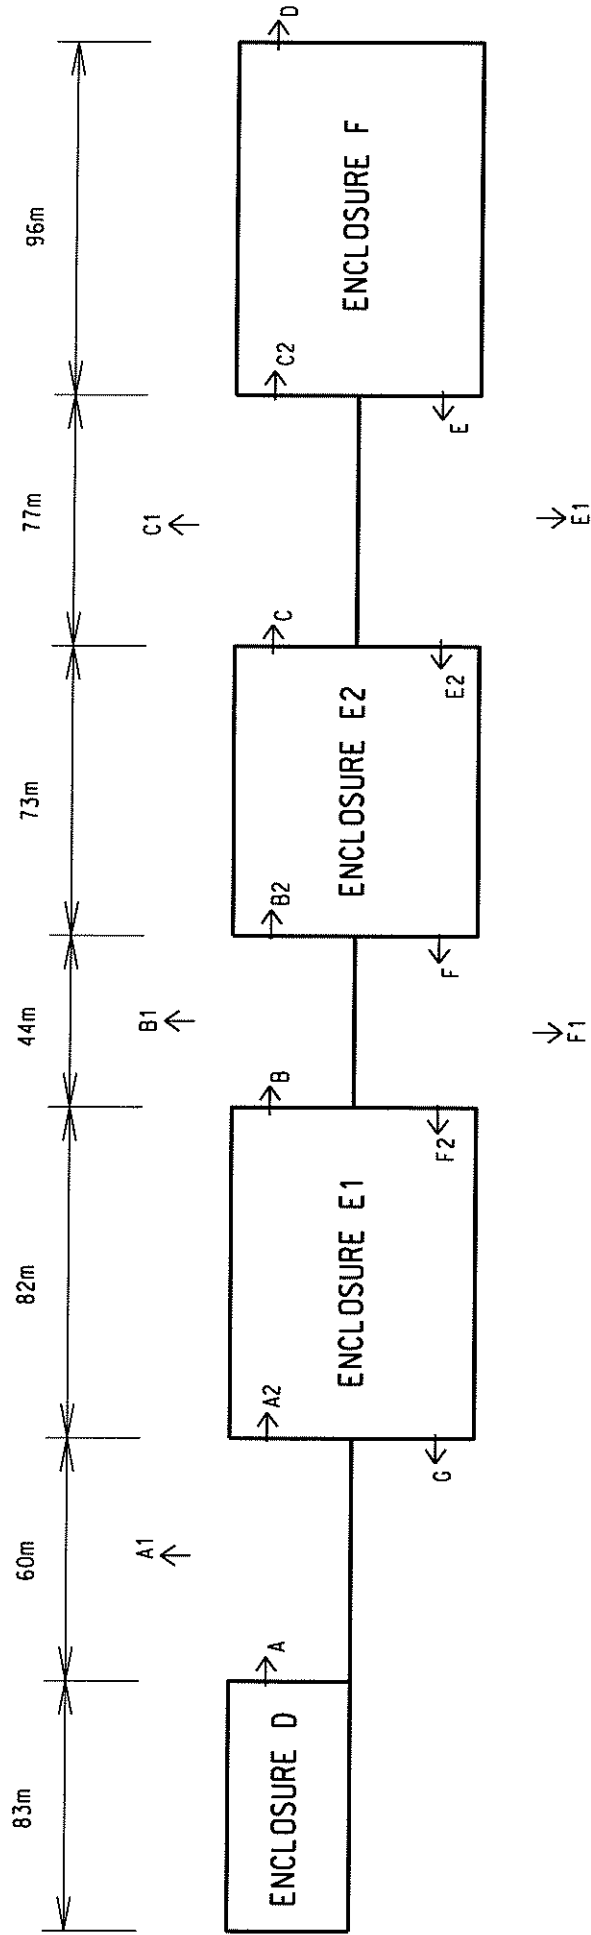 83m
60m
82m
44m
73m
77m
96m
A1
B1
C1
A
A2
B
B2
C
C2
D
ENCLOSURE D
ENCLOSURE E1
ENCLOSURE E2
ENCLOSURE F
G
F2
F
E2
E
F1
E1